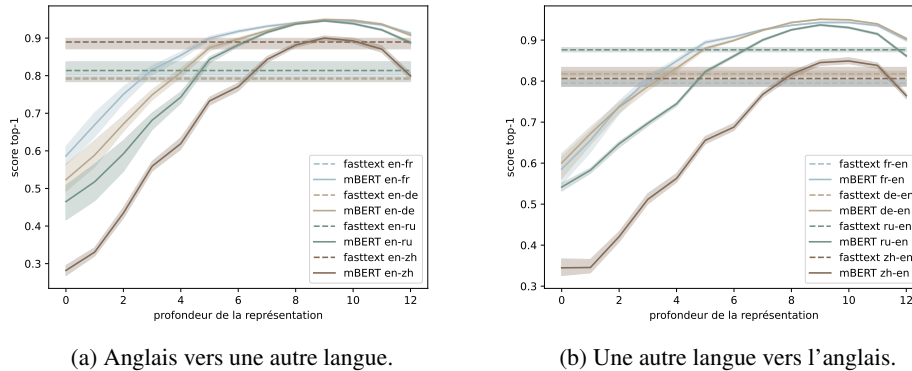 score top-1
0.9
0.8
0.7
0.6
0.5
0.4
0.3
0 2 4 6 8 10 12
profondeur de la représentation
fasttext en-fr
mBERT en-fr
fasttext en-de
mBERT en-de
fasttext en-ru
mBERT en-ru
fasttext en-zh
mBERT en-zh
(a) Anglais vers une autre langue.
score top-1
0.9
0.8
0.7
0.6
0.5
0.4
0.3
0 2 4 6 8 10 12
profondeur de la représentation
fasttext fr-en
mBERT fr-en
fasttext de-en
mBERT de-en
fasttext ru-en
mBERT ru-en
fasttext zh-en
mBERT zh-en
(b) Une autre langue vers l’anglais.